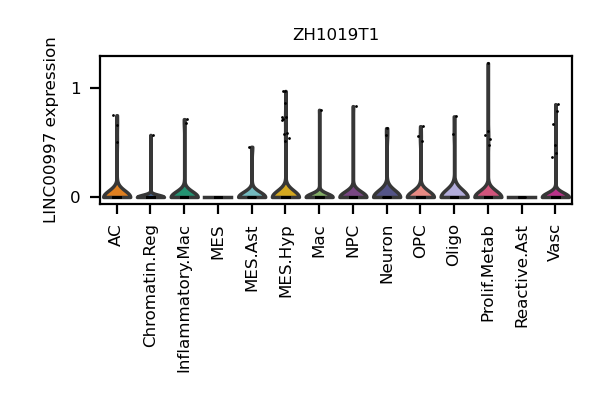 ZH1019T1
LINC00997 expression
1
0
AC
Chromatin.Reg
Inflammatory.Mac
MES
MES.Ast
MES.Hyp
Mac
NPC
Neuron
OPC
Oligo
Prolif.Metab
Reactive.Ast
Vasc